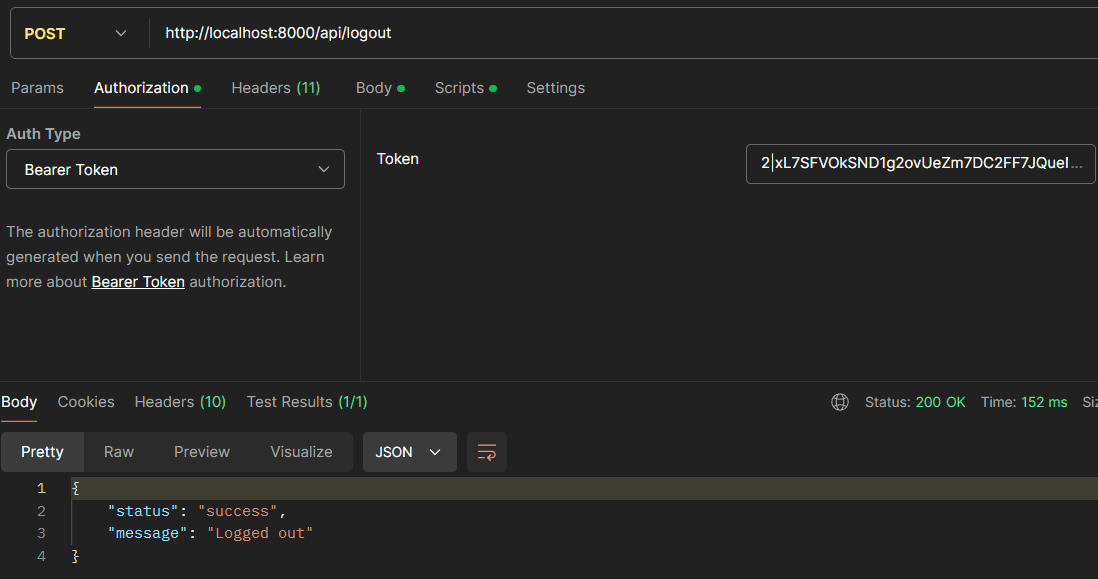 POST http://localhost:8000/api/logout
Params Authorization Headers (11) Body Scripts Settings
Auth Type
Bearer Token
Token 2|xL7SFVOkSND1g2ovUeZm7DC2FF7JQueI...
The authorization header will be automatically
generated when you send the request. Learn
more about Bearer Token authorization.
Body Cookies Headers (10) Test Results (1/1) Status: 200 OK Time: 152 ms Siz
Pretty Raw Preview Visualize JSON
1 {
2 "status": "success",
3 "message": "Logged out"
4 }